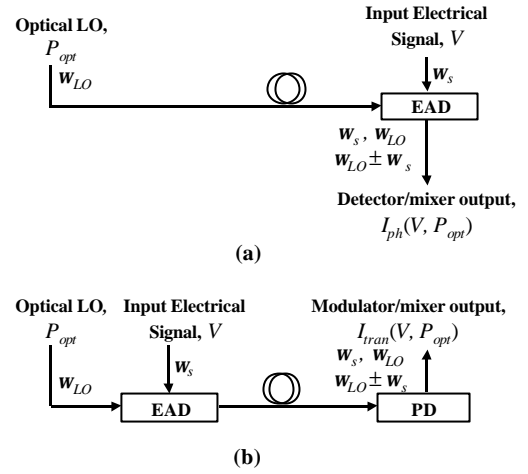 Optical LO,
P_opt
w_LO
Input Electrical
Signal, V
w_s
EAD
w_s , w_LO
w_LO ± w_s
Detector/mixer output,
I_ph(V, P_opt)
(a)
Optical LO,
P_opt
w_LO
Input Electrical
Signal, V
w_s
EAD
Modulator/mixer output,
I_tran(V, P_opt)
w_s , w_LO
w_LO ± w_s
PD
(b)